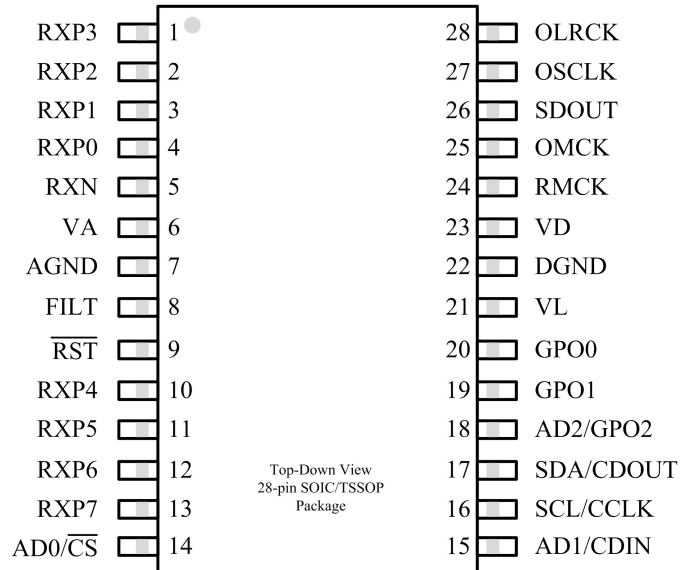 RXP3 1 28 OLRCK
RXP2 2 27 OSCLK
RXP1 3 26 SDOUT
RXP0 4 25 OMCK
RXN 5 24 RMCK
VA 6 23 VD
AGND 7 22 DGND
FILT 8 21 VL
R̅S̅T̅ 9 20 GPO0
RXP4 10 19 GPO1
RXP5 11 18 AD2/GPO2
RXP6 12 17 SDA/CDOUT
RXP7 13 16 SCL/CCLK
AD0/C̅S̅ 14 15 AD1/CDIN
Top-Down View
28-pin SOIC/TSSOP
Package